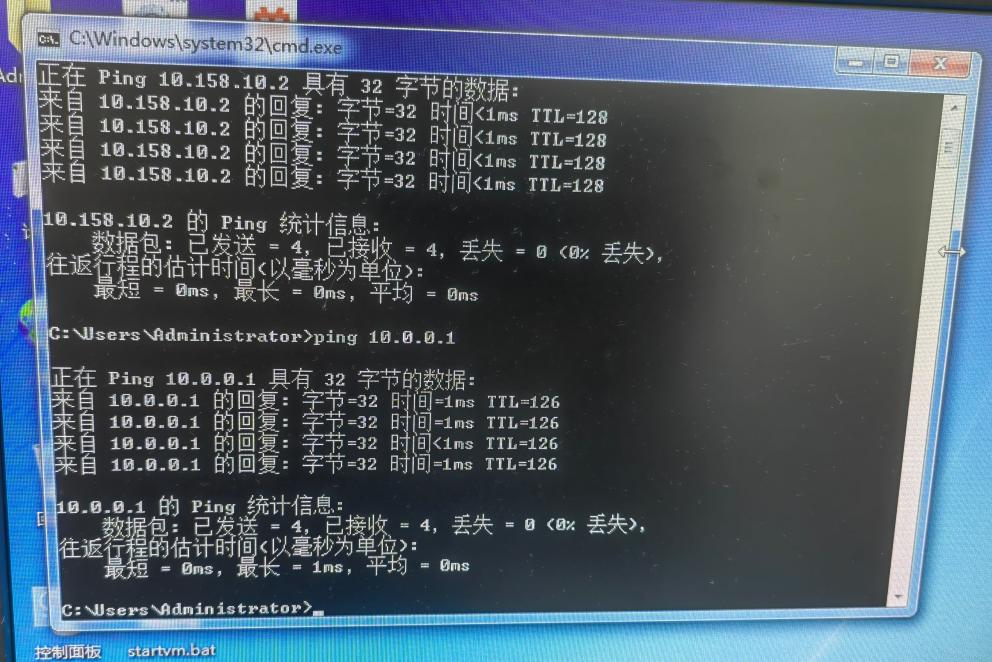 C:\Windows\system32\cmd.exe
正在 Ping 10.158.10.2 具有 32 字节的数据:
来自 10.158.10.2 的回复: 字节=32 时间<1ms TTL=128
来自 10.158.10.2 的回复: 字节=32 时间<1ms TTL=128
来自 10.158.10.2 的回复: 字节=32 时间<1ms TTL=128
来自 10.158.10.2 的回复: 字节=32 时间<1ms TTL=128
10.158.10.2 的 Ping 统计信息:
数据包: 已发送 = 4, 已接收 = 4, 丢失 = 0 (0% 丢失),
往返行程的估计时间(以毫秒为单位):
最短 = 0ms, 最长 = 0ms, 平均 = 0ms
C:\Users\Administrator>ping 10.0.0.1
正在 Ping 10.0.0.1 具有 32 字节的数据:
来自 10.0.0.1 的回复: 字节=32 时间=1ms TTL=126
来自 10.0.0.1 的回复: 字节=32 时间=1ms TTL=126
来自 10.0.0.1 的回复: 字节=32 时间<1ms TTL=126
来自 10.0.0.1 的回复: 字节=32 时间=1ms TTL=126
10.0.0.1 的 Ping 统计信息:
数据包: 已发送 = 4, 已接收 = 4, 丢失 = 0 (0% 丢失),
往返行程的估计时间(以毫秒为单位):
最短 = 0ms, 最长 = 1ms, 平均 = 0ms
C:\Users\Administrator>
控制面板 startvm.bat